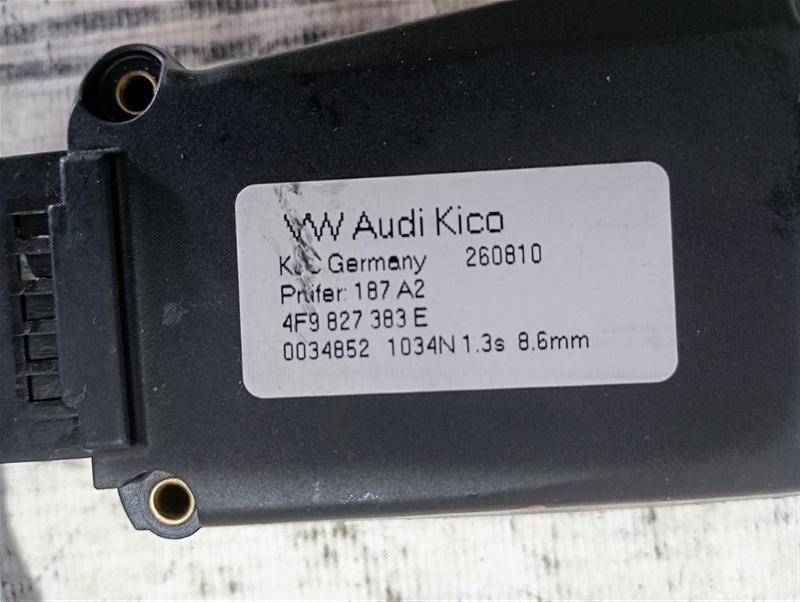 VW Audi Kico
Germany 260810
Prüfer: 187 A2
4F9 827 383 E
0034852 1034N 1.3s 8.6mm